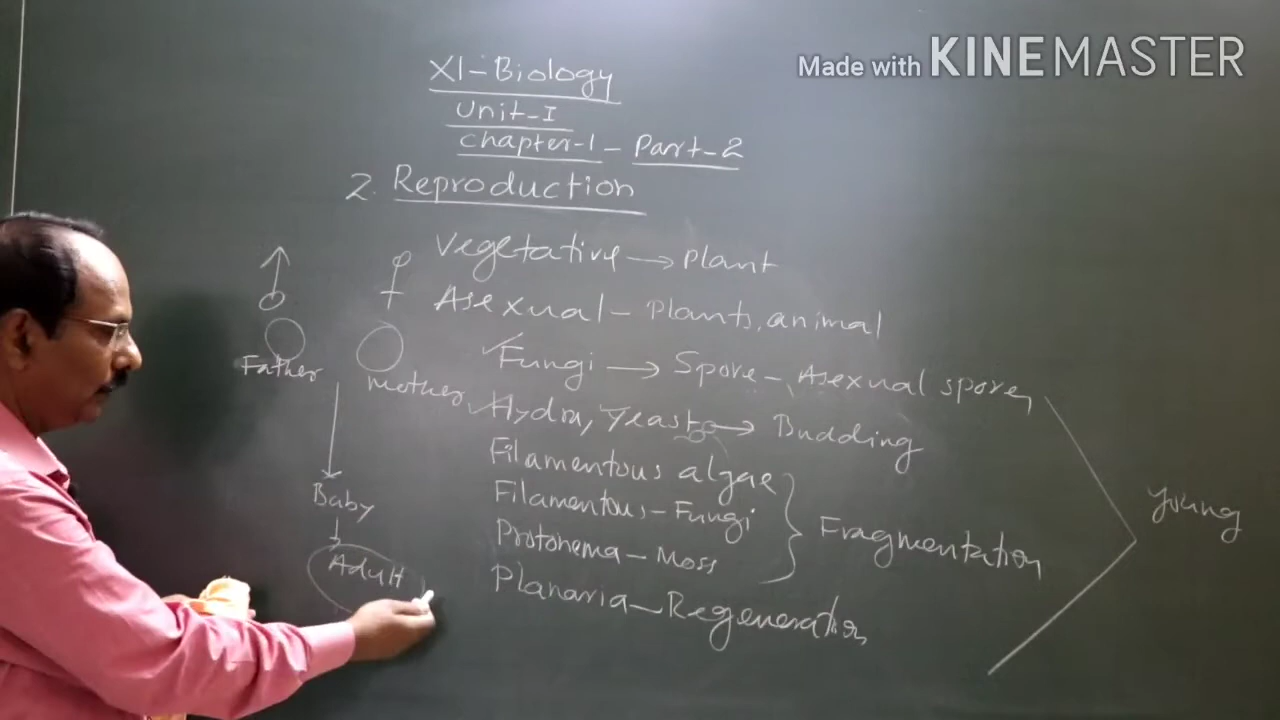 Made with KINEMASTER
XI-Biology
Unit-I
Chapter-1 - Part-2
2. Reproduction
Vegetative → Plant
Asexual - Plants, animal
Fungi → Spore - Asexual spores
Hydra, Yeast → Budding
Filamentous algae
Filamentous - Fungi
Protonema - Moss
Fragmentation
Planaria - Regeneration
Young
Father
Mother
Baby
Adult